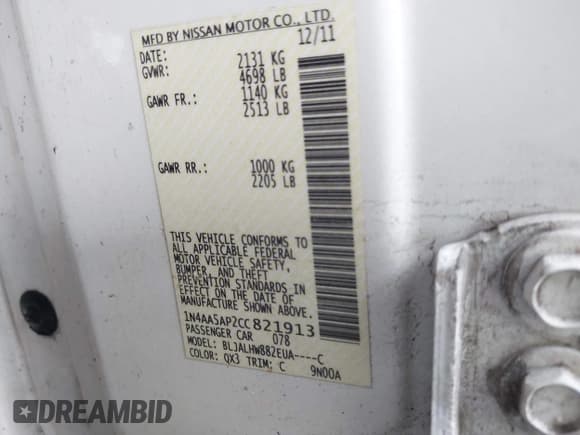 MFD BY NISSAN MOTOR CO., LTD.
DATE: 12/11
GVWR: 2131 KG
4698 LB
GAWR FR.: 1140 KG
2513 LB
GAWR RR.: 1000 KG
2205 LB
THIS VEHICLE CONFORMS TO
ALL APPLICABLE FEDERAL
MOTOR VEHICLE SAFETY,
BUMPER, AND THEFT
PREVENTION STANDARDS IN
EFFECT ON THE DATE OF
MANUFACTURE SHOWN ABOVE.
1N4AA5AP2CC821913
PASSENGER CAR 078
MODEL: BLJALHW882EUA----C
COLOR: QX3 TRIM: C 9N00A
DREAMBID